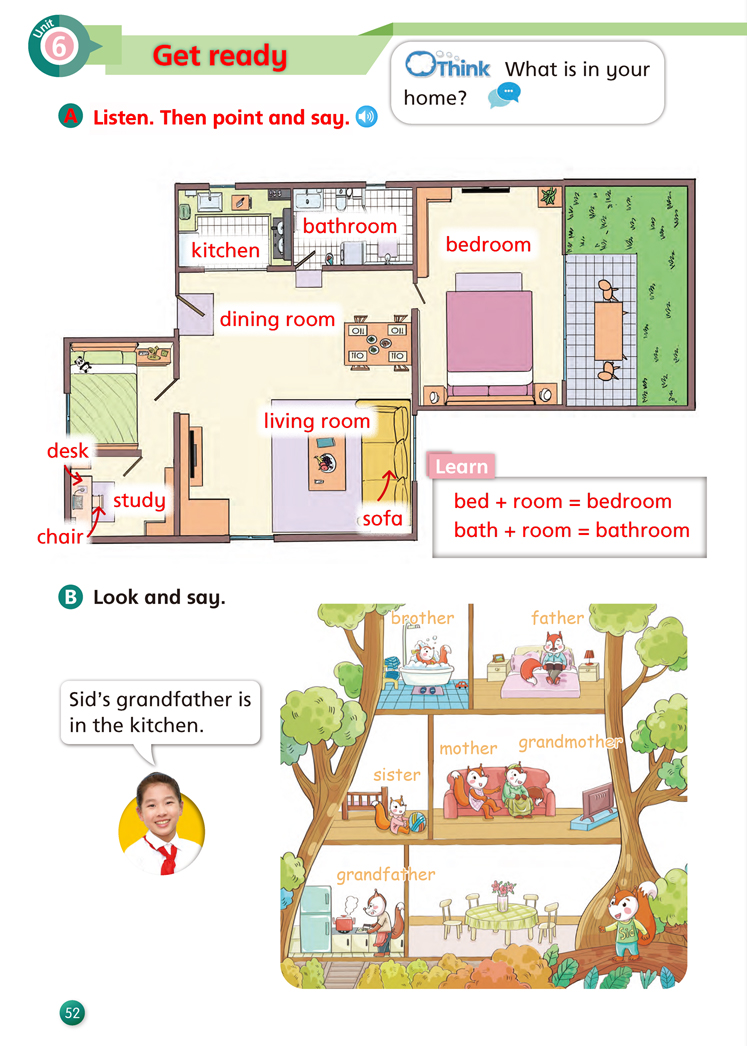 Unit
6
Get ready
Think What is in your
home?
A Listen. Then point and say.
kitchen
bathroom
bedroom
dining room
living room
desk
study
chair
sofa
Learn
bed + room = bedroom
bath + room = bathroom
B Look and say.
Sid's grandfather is
in the kitchen.
brother
father
mother
grandmother
sister
grandfather
Sid
52